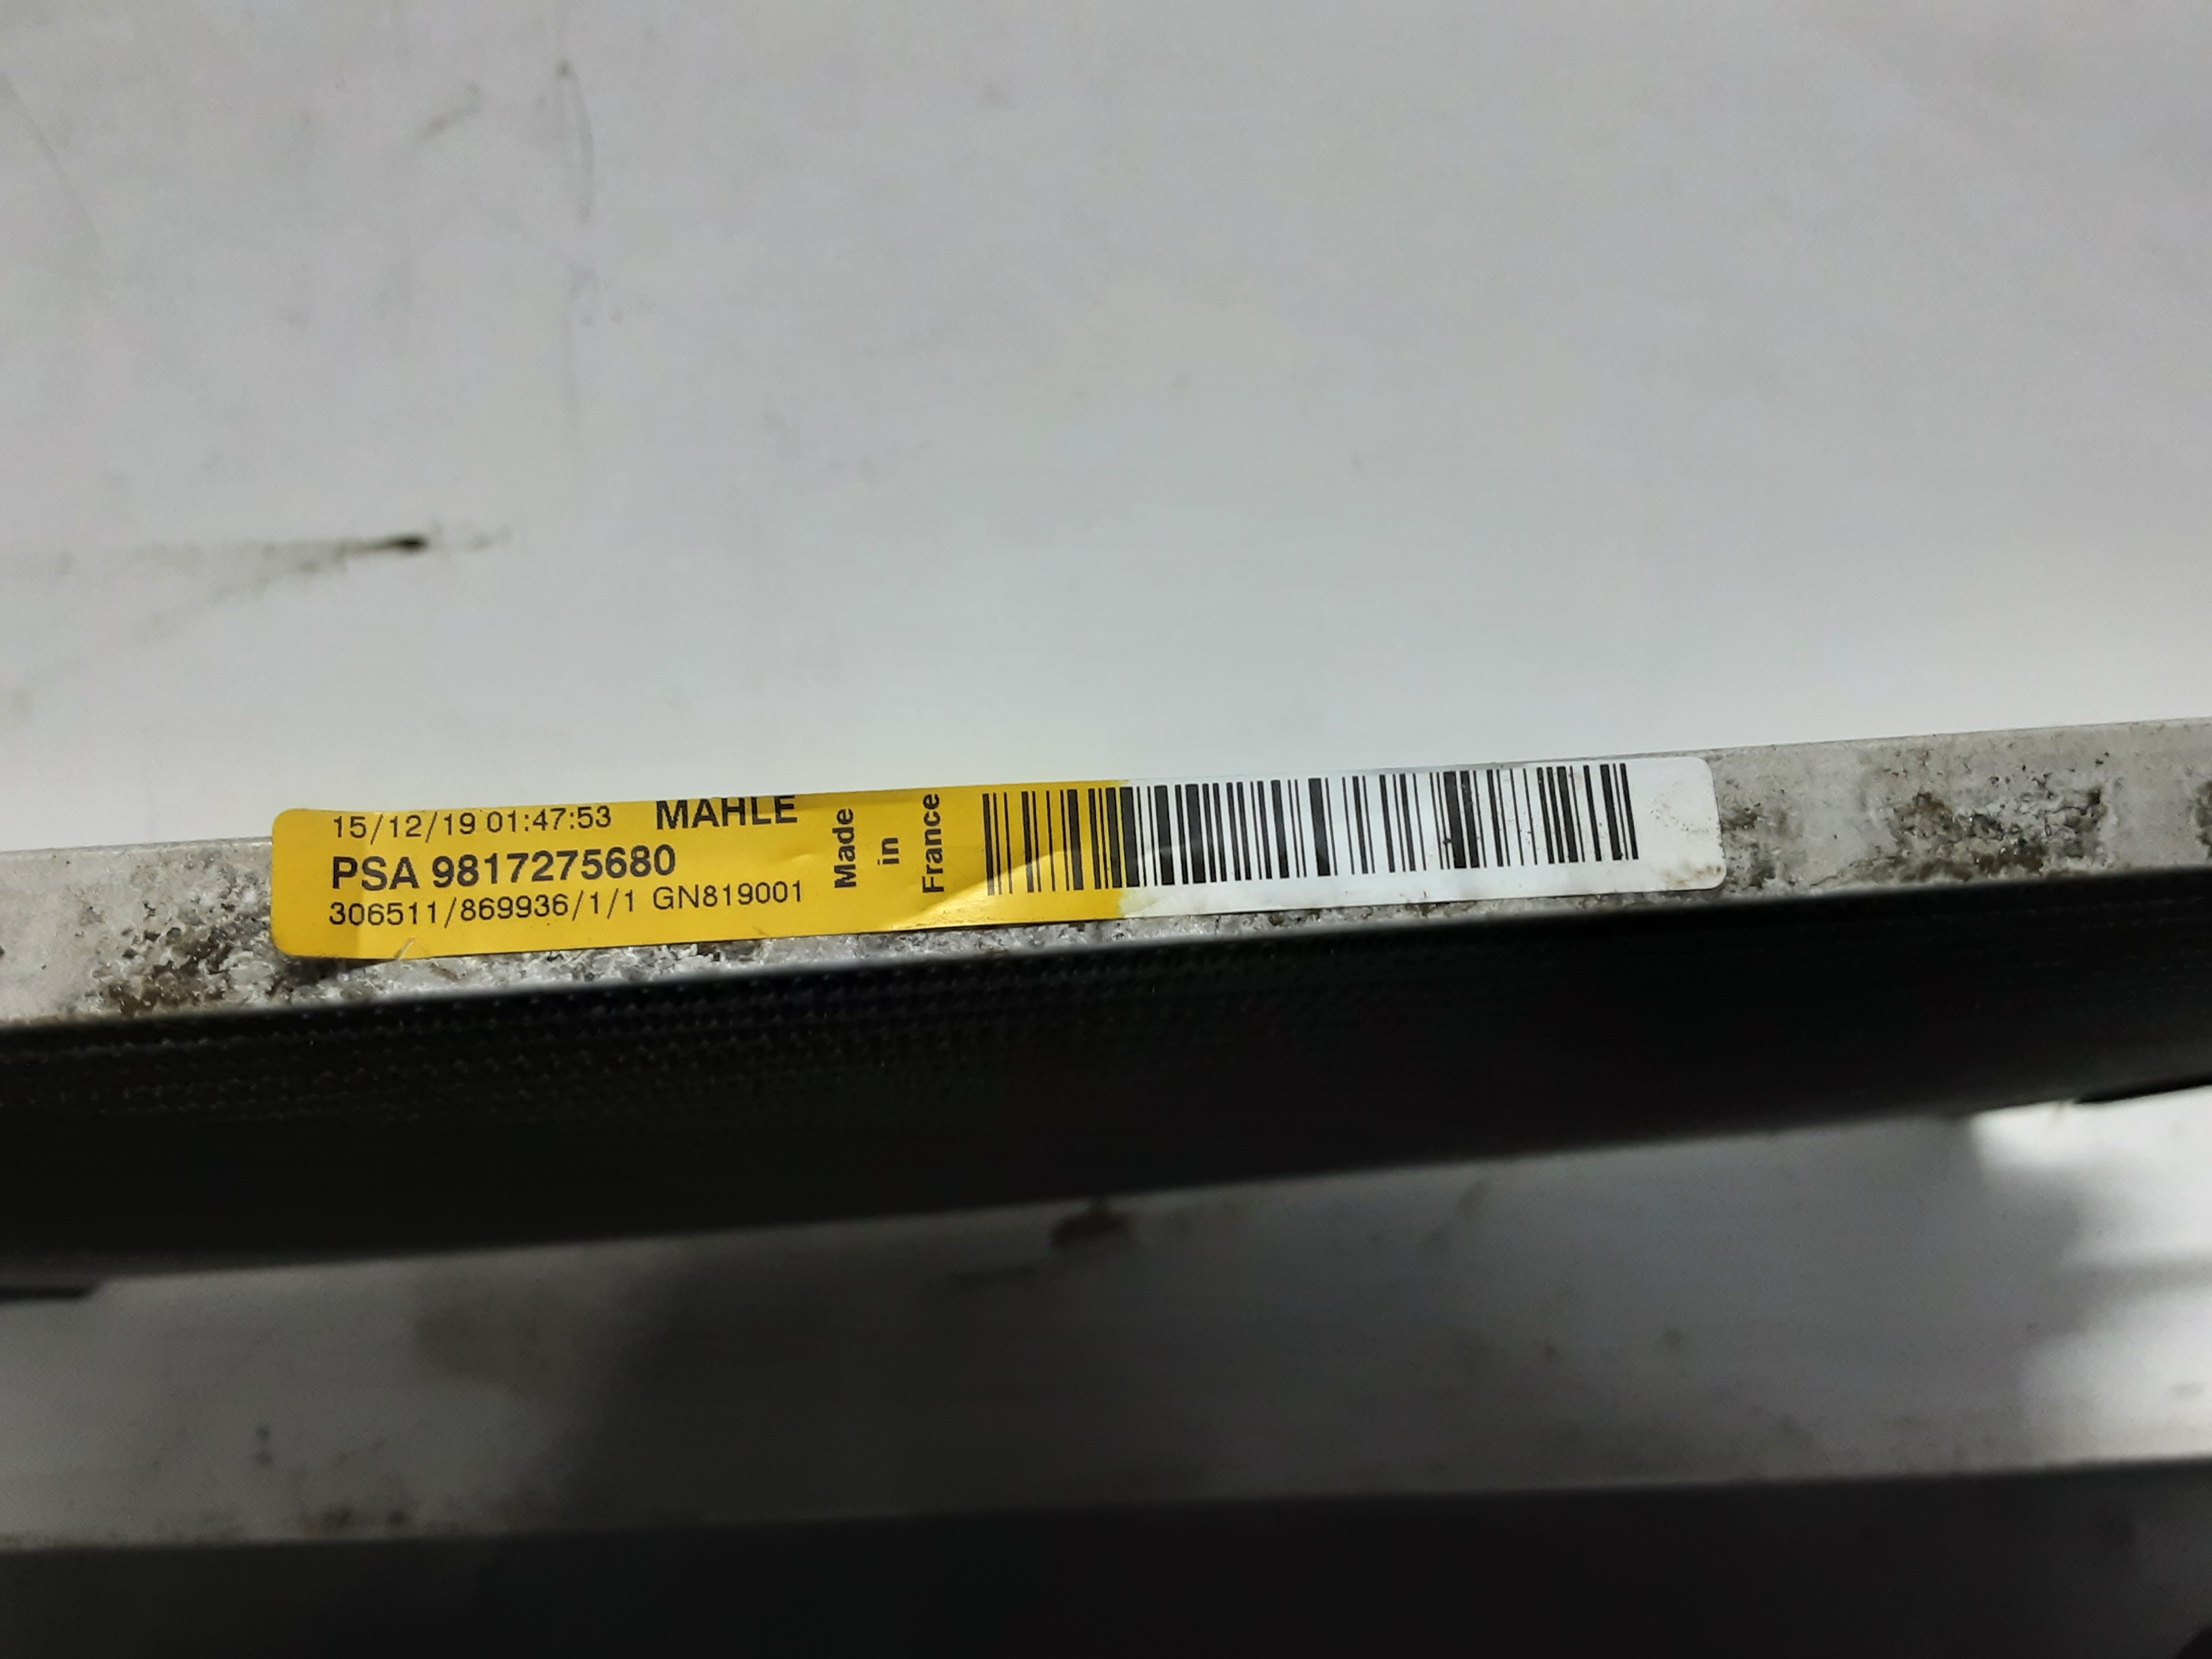 15/12/19 01:47:53 MAHLE
PSA 9817275680
306511/869936/1/1 GN819001
Made
in
France